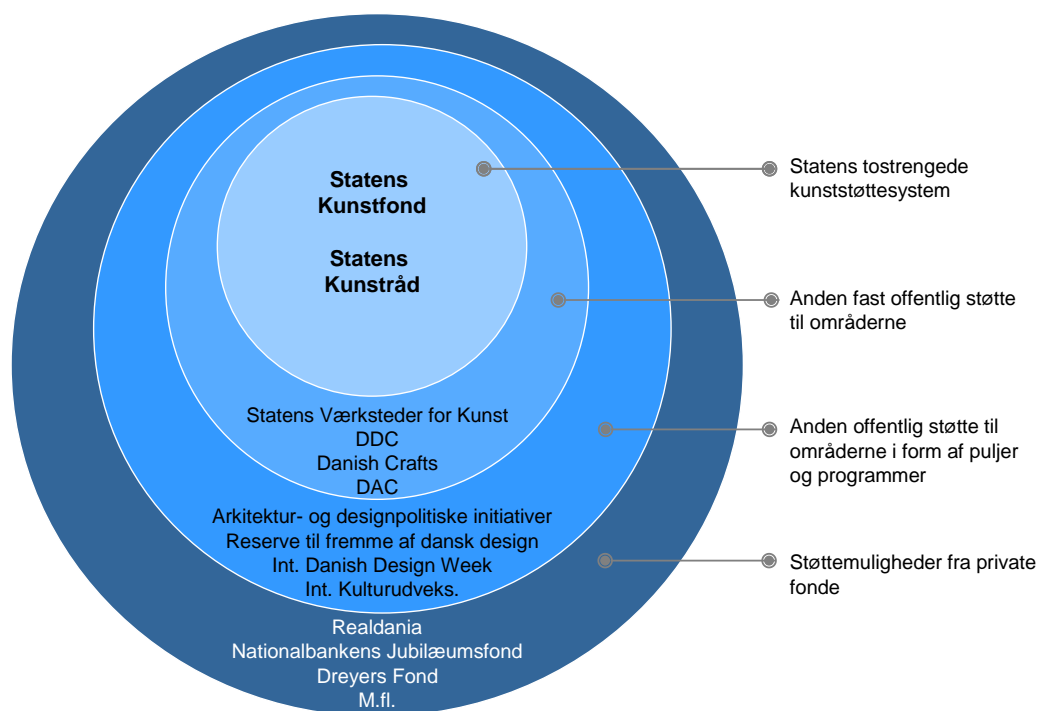 Statens
Kunstfond
Statens
Kunstråd
Statens Værksteder for Kunst
DDC
Danish Crafts
DAC
Arkitektur- og designpolitiske initiativer
Reserve til fremme af dansk design
Int. Danish Design Week
Int. Kulturudveks.
Realdania
Nationalbankens Jubilæumsfond
Dreyers Fond
M.fl.
Statens tostrengede
kunststøttesystem
Anden fast offentlig støtte
til områderne
Anden offentlig støtte til
områderne i form af puljer
og programmer
Støttemuligheder fra private
fonde